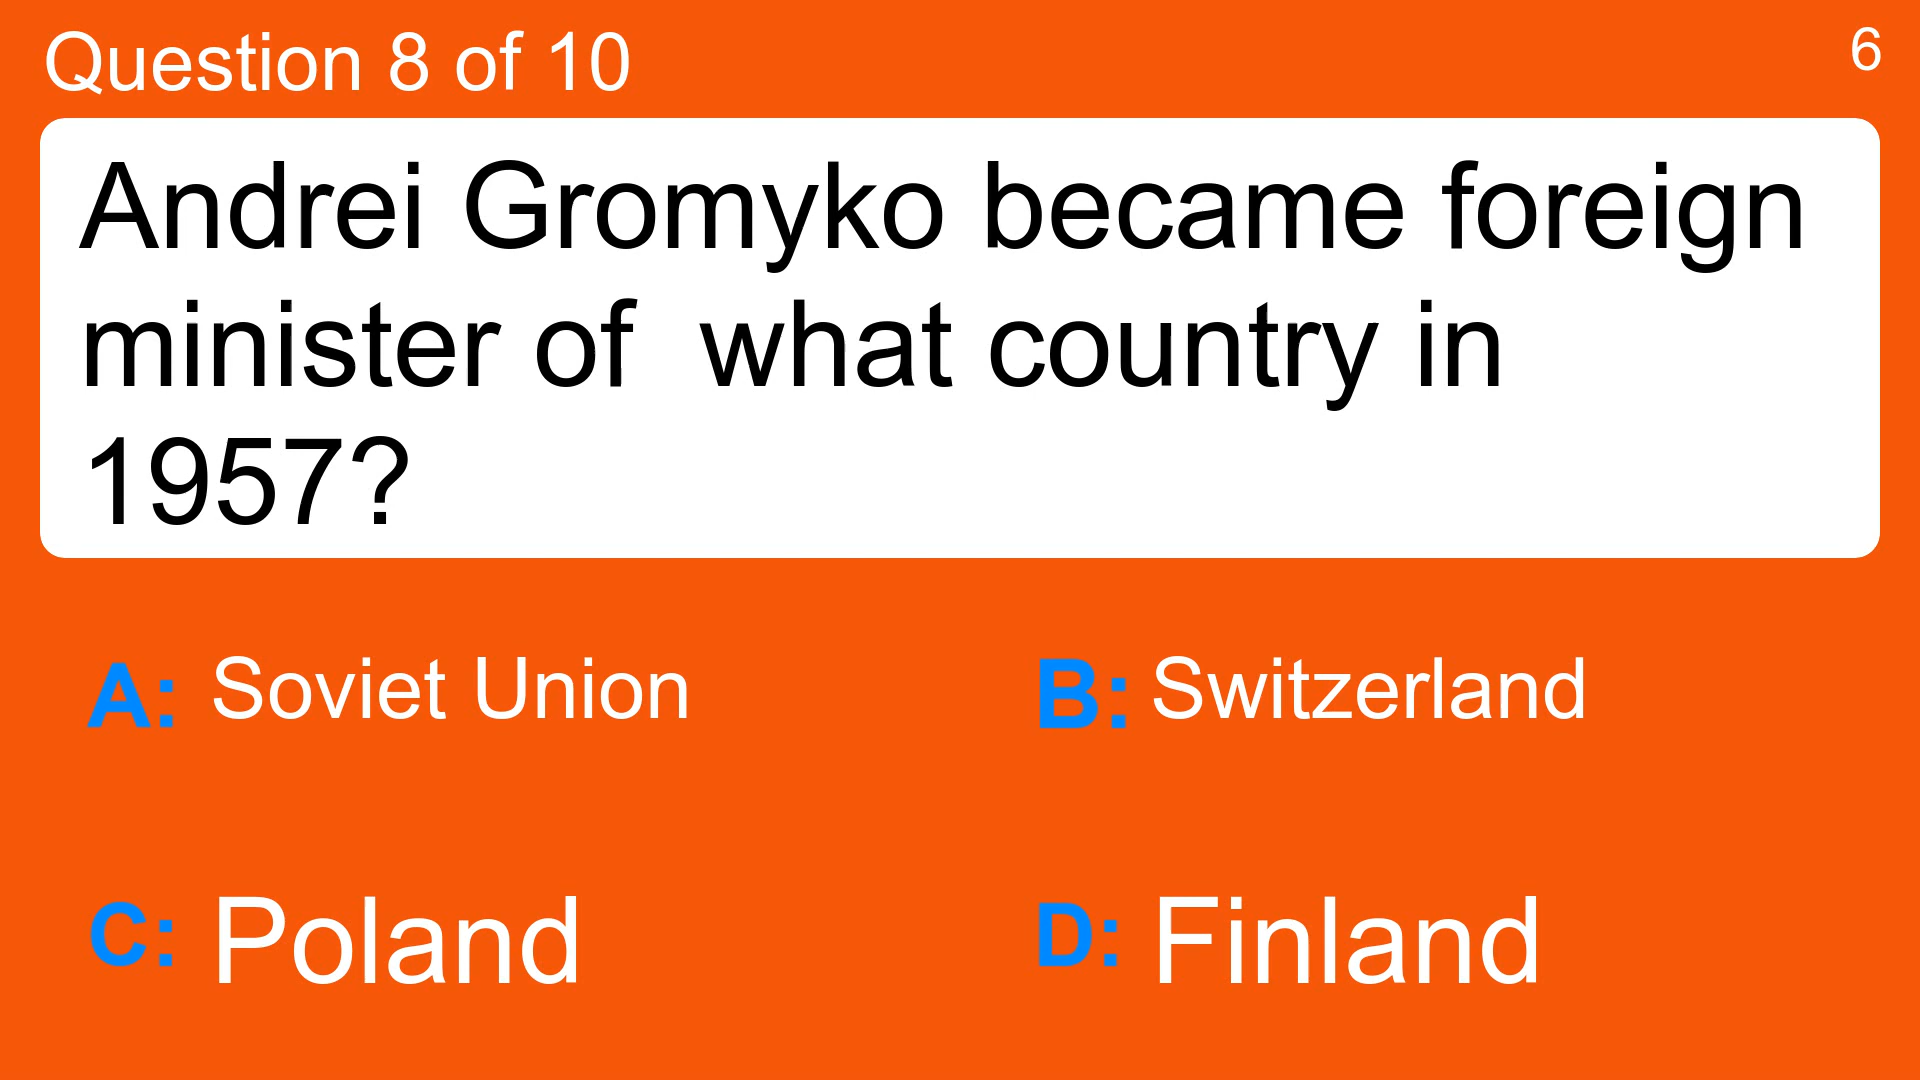 Question 8 of 10
6
Andrei Gromyko became foreign
minister of  what country in
1957?
A: Soviet Union
B: Switzerland
C: Poland
D: Finland